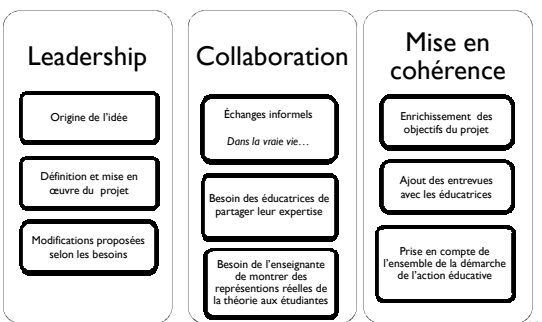 Leadership
Origine de l'idée
Définition et mise en
œuvre du projet
Modifications proposées
selon les besoins
Collaboration
Échanges informels
Dans la vraie vie…
Besoin des éducatrices de
partager leur expertise
Besoin de l'enseignante
de montrer des
représentions réelles de
la théorie aux étudiantes
Mise en
cohérence
Enrichissement des
objectifs du projet
Ajout des entrevues
avec les éducatrices
Prise en compte de
l'ensemble de la démarche
de l'action éducative